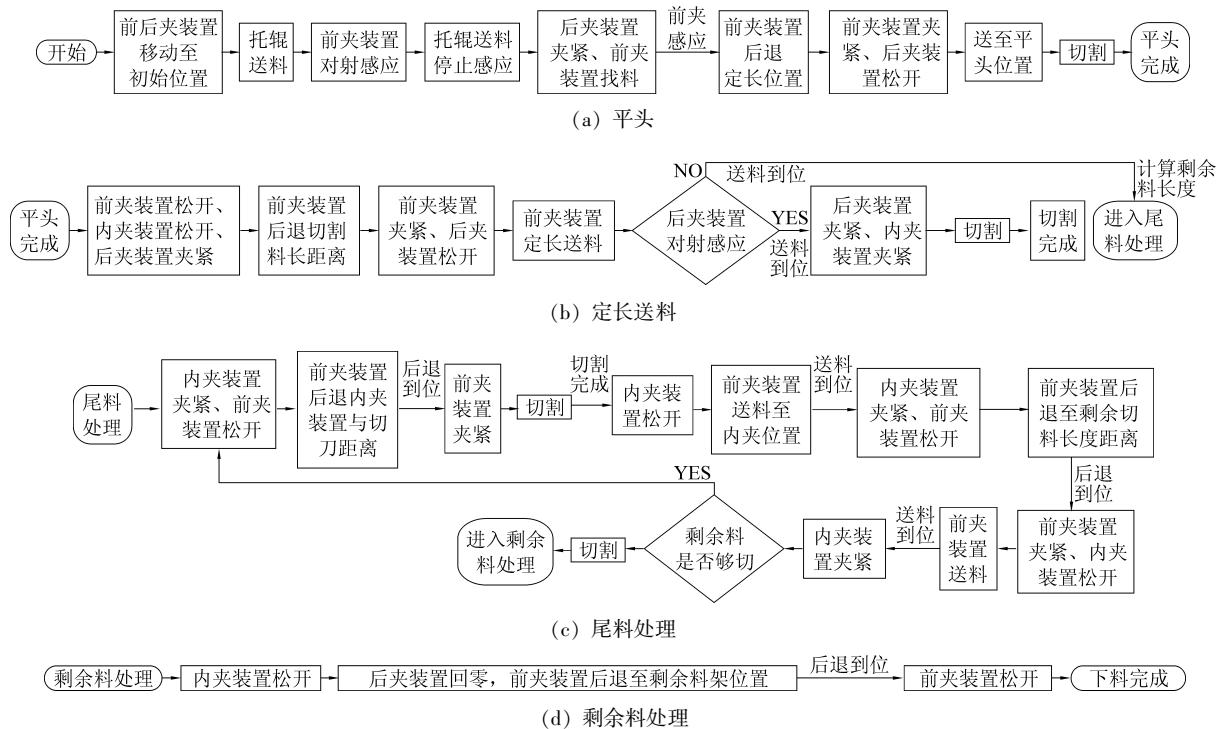 开始
前后夹装置
移动至
初始位置
托辊
送料
前夹装置
对射感应
托辊送料
停止感应
后夹装置
夹紧、前夹
装置找料
前夹
感应
前夹装置
后退
定长位置
前夹装置夹
紧、后夹装
置松开
送至平
头位置
切割
平头
完成
(a) 平头
平头
完成
前夹装置松开、
内夹装置松开、
后夹装置夹紧
前夹装置
后退切割
料长距离
前夹装置
夹紧、后夹
装置松开
前夹装置
定长送料
后夹装置
对射感应
NO
送料到位
YES
送料
到位
后夹装置
夹紧、内夹
装置夹紧
切割
切割
完成
计算剩余
料长度
进入尾
料处理
(b) 定长送料
尾料
处理
内夹装置
夹紧、前夹
装置松开
前夹装置
后退内夹
装置与切
刀距离
后退
到位
前夹
装置
夹紧
切割
切割
完成
内夹装
置松开
前夹装置
送料至
内夹位置
送料
到位
内夹装置
夹紧、前夹
装置松开
前夹装置后
退至剩余切
料长度距离
后退
到位
前夹装置
夹紧、内夹
装置松开
前夹
装置
送料
送料
到位
内夹装
置夹紧
剩余料
是否够切
YES
切割
进入剩余
料处理
(c) 尾料处理
剩余料处理
内夹装置松开
后夹装置回零，前夹装置后退至剩余料架位置
后退到位
前夹装置松开
下料完成
(d) 剩余料处理